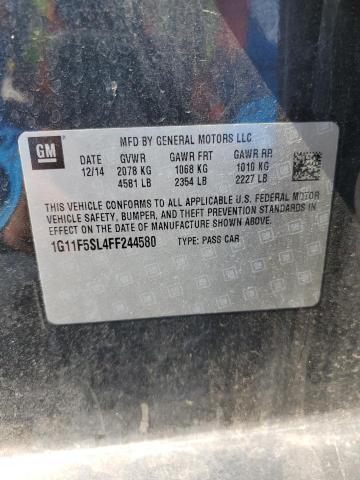 GM MFD BY GENERAL MOTORS LLC
DATE GVWR GAWR FRT GAWR RR
12/14 2078 KG 1068 KG 1010 KG
4581 LB 2354 LB 2227 LB
THIS VEHICLE CONFORMS TO ALL APPLICABLE U.S. FEDERAL MOTOR
VEHICLE SAFETY, BUMPER, AND THEFT PREVENTION STANDARDS IN
EFFECT ON THE DATE OF MANUFACTURE SHOWN ABOVE.
1G11F5SL4FF244580 TYPE: PASS CAR